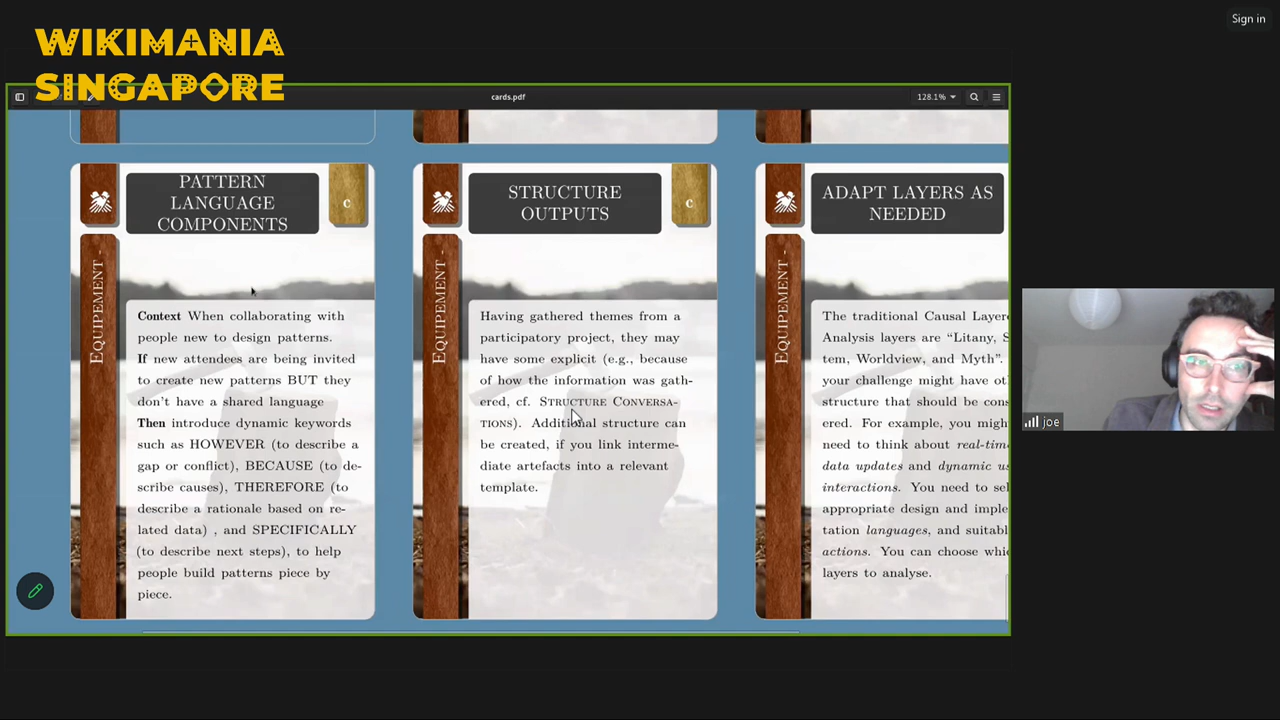 WIKIMANIA
SINGAPORE
Sign in
cards.pdf
128.1%
PATTERN
LANGUAGE
COMPONENTS
c
EQUIPEMENT -
Context When collaborating with
people new to design patterns.
If new attendees are being invited
to create new patterns BUT they
don't have a shared language
Then introduce dynamic keywords
such as HOWEVER (to describe a
gap or conflict), BECAUSE (to de-
scribe causes), THEREFORE (to
describe a rationale based on re-
lated data) , and SPECIFICALLY
(to describe next steps), to help
people build patterns piece by
piece.
STRUCTURE
OUTPUTS
c
EQUIPEMENT -
Having gathered themes from a
participatory project, they may
have some explicit (e.g., because
of how the information was gath-
ered, cf. STRUCTURE CONVERSA-
TIONS). Additional structure can
be created, if you link interme-
diate artefacts into a relevant
template.
ADAPT LAYERS AS
NEEDED
EQUIPEMENT -
The traditional Causal Layere
Analysis layers are “Litany, S
tem, Worldview, and Myth”.
your challenge might have ot
structure that should be cons
ered. For example, you migh
need to think about real-tim
data updates and dynamic us
interactions. You need to sel
appropriate design and imple
tation languages, and suitabl
actions. You can choose whic
layers to analyse.
joe